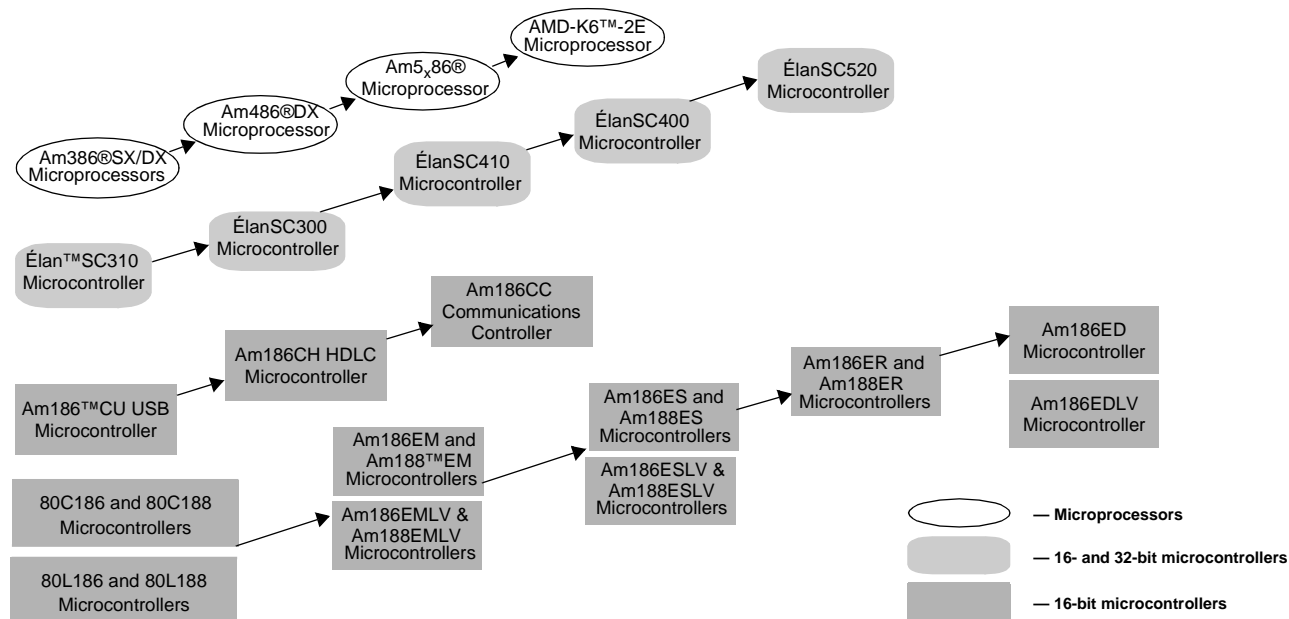 AMD-K6™-2E
Microprocessor
Am5x86®
Microprocessor
Am486®DX
Microprocessor
Am386®SX/DX
Microprocessors
ÉlanSC520
Microcontroller
ÉlanSC400
Microcontroller
ÉlanSC410
Microcontroller
ÉlanSC300
Microcontroller
Élan™SC310
Microcontroller
Am186CC
Communications
Controller
Am186CH HDLC
Microcontroller
Am186™CU USB
Microcontroller
Am186ED
Microcontroller
Am186EDLV
Microcontroller
Am186ER and
Am188ER
Microcontrollers
Am186ES and
Am188ES
Microcontrollers
Am186ESLV &
Am188ESLV
Microcontrollers
Am186EM and
Am188™EM
Microcontrollers
Am186EMLV &
Am188EMLV
Microcontrollers
80C186 and 80C188
Microcontrollers
80L186 and 80L188
Microcontrollers
— Microprocessors
— 16- and 32-bit microcontrollers
— 16-bit microcontrollers